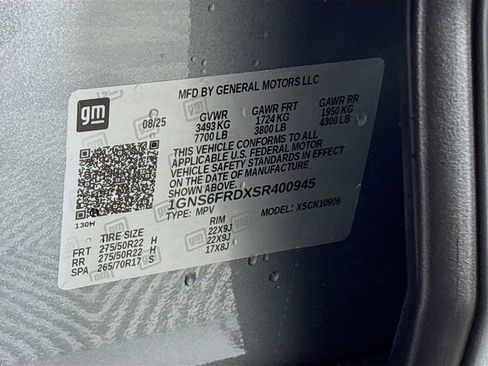 MFD BY GENERAL MOTORS LLC
gm
08/25
GVWR GAWR FRT GAWR RR
3493 KG 1724 KG 1950 KG
7700 LB 3800 LB 4300 LB
THIS VEHICLE CONFORMS TO ALL
APPLICABLE U.S. FEDERAL MOTOR
VEHICLE SAFETY STANDARDS IN EFFECT
ON THE DATE OF MANUFACTURE
SHOWN ABOVE.
1GNS6FRDXSR400945
TYPE: MPV MODEL: X5CK10906
130H
TIRE SIZE RIM
FRT 275/50R22 H 22X9J
RR 275/50R22 H 22X9J
SPA 265/70R17 S 17X8J